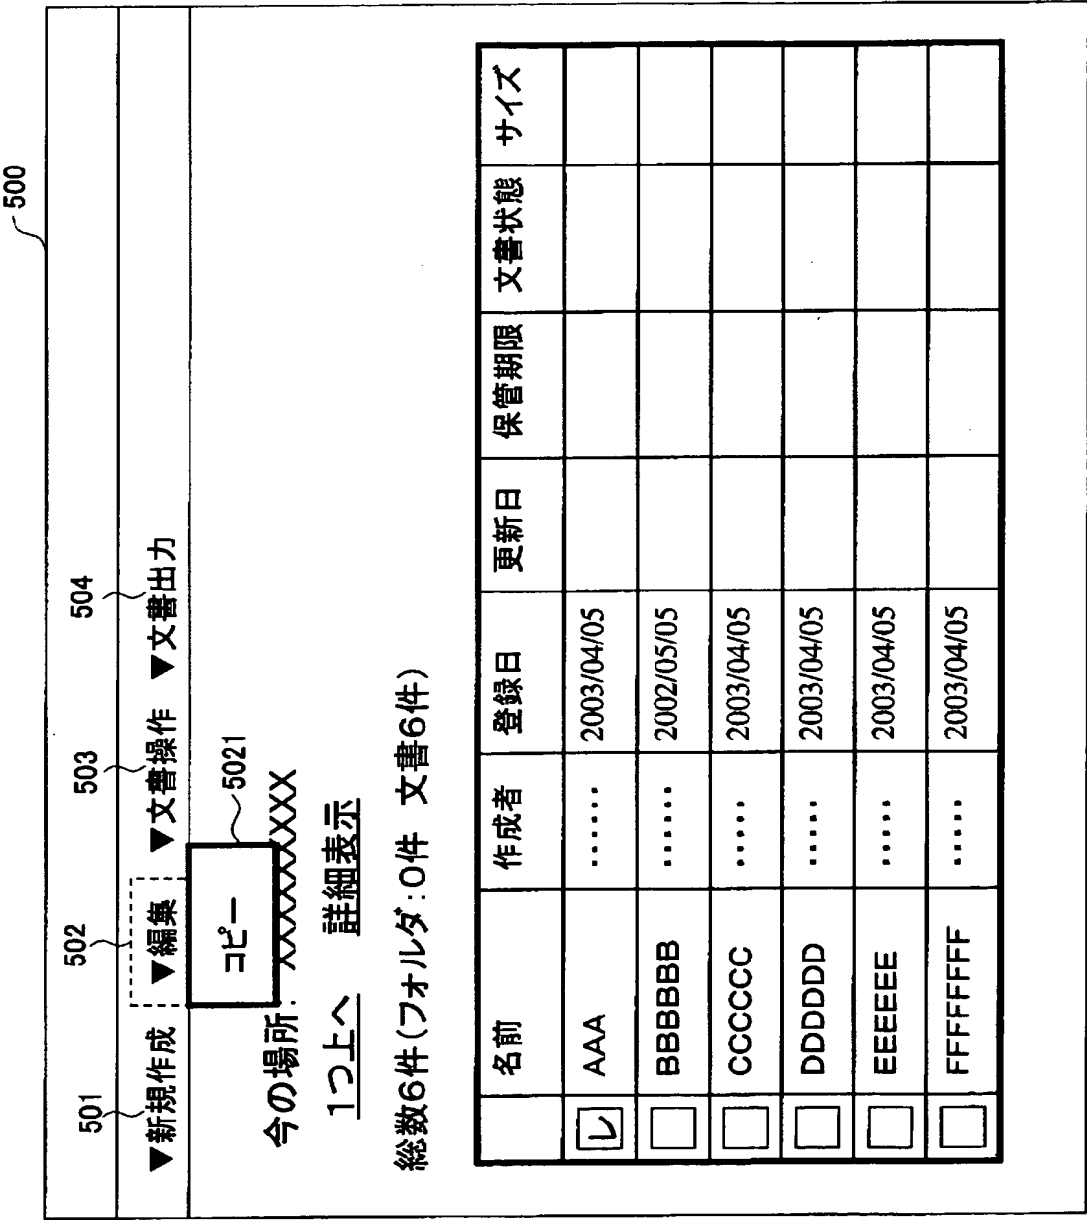 500
501 502 503 504
▼新規作成 ▼編集 ▼文書操作 ▼文書出力
コピー 5021
今の場所: XXXXXXXXX
1つ上へ 詳細表示
総数6件(フォルダ:0件 文書6件)
名前 作成者 登録日 更新日 保管期限 文書状態 サイズ
レ AAA ...... 2003/04/05
BBBBBB ...... 2002/05/05
CCCCCC ..... 2003/04/05
DDDDDD ..... 2003/04/05
EEEEEE ..... 2003/04/05
FFFFFFFF ..... 2003/04/05